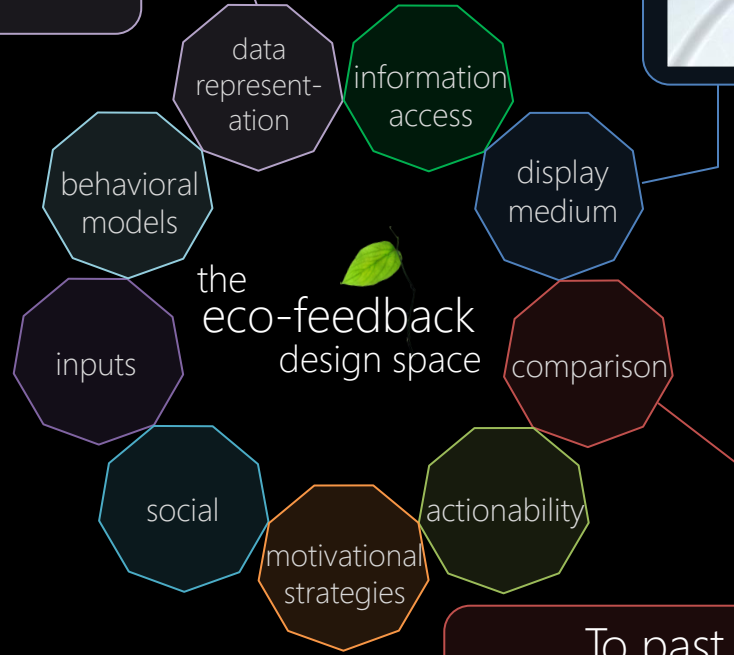 data
represent-
ation
information
access
display
medium
behavioral
models
the
eco-feedback
design space
inputs
comparison
social
actionability
motivational
strategies
To past